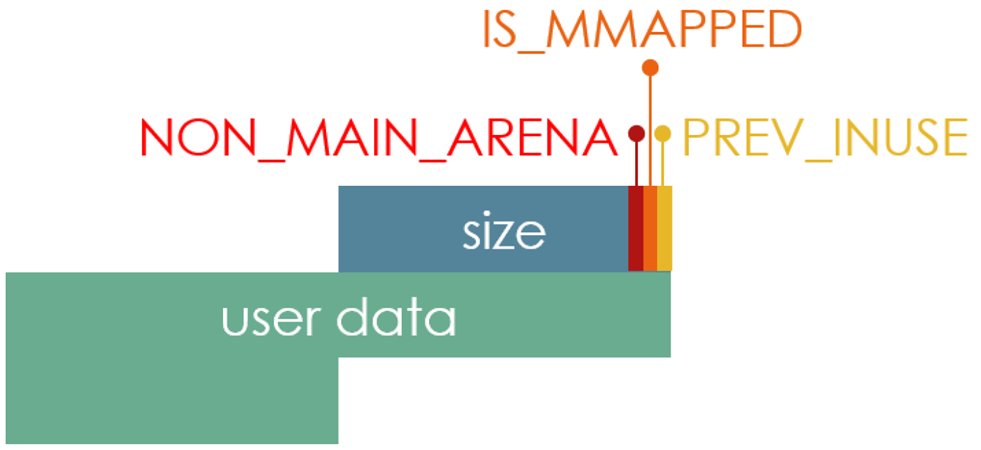 IS_MMAPPED
NON_MAIN_ARENA PREV_INUSE
size
user data